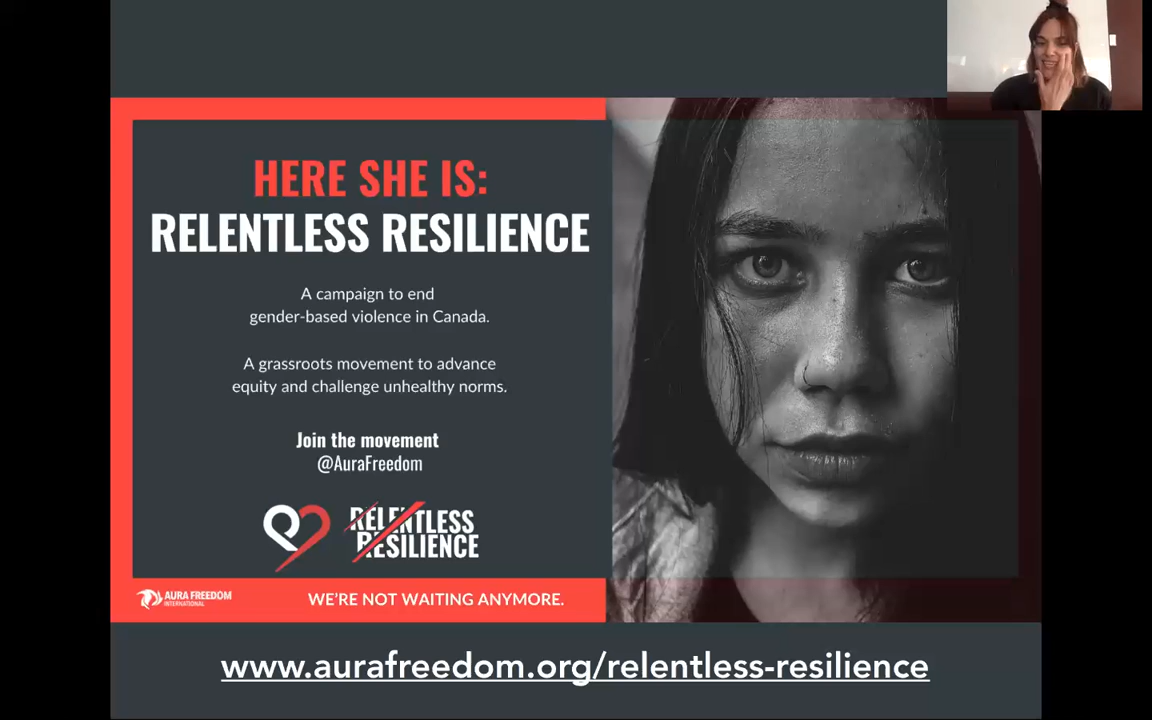 HERE SHE IS:
RELENTLESS RESILIENCE
A campaign to end
gender-based violence in Canada.
A grassroots movement to advance
equity and challenge unhealthy norms.
Join the movement
@AuraFreedom
RELENTLESS
RESILIENCE
AURA FREEDOM
INTERNATIONAL
WE'RE NOT WAITING ANYMORE.
www.aurafreedom.org/relentless-resilience